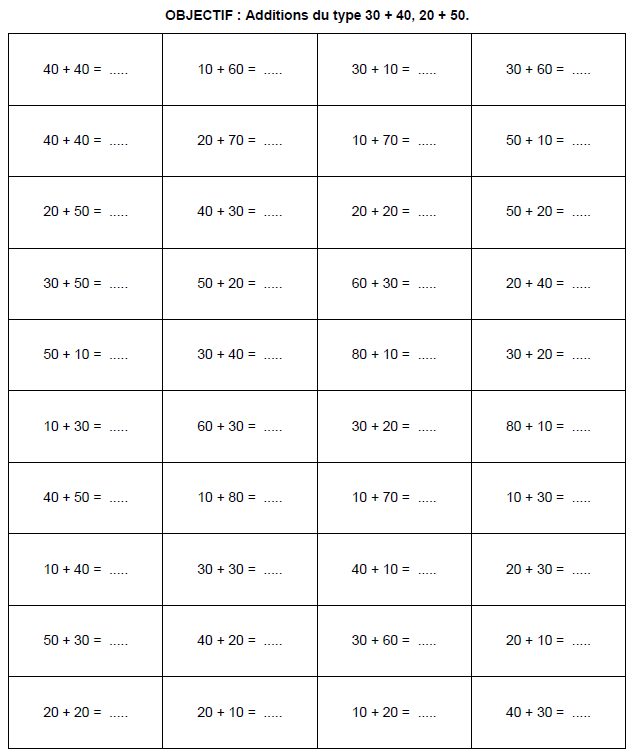 OBJECTIF : Additions du type 30 + 40, 20 + 50.
40 + 40 = ..... 10 + 60 = ..... 30 + 10 = ..... 30 + 60 = .....
40 + 40 = ..... 20 + 70 = ..... 10 + 70 = ..... 50 + 10 = .....
20 + 50 = ..... 40 + 30 = ..... 20 + 20 = ..... 50 + 20 = .....
30 + 50 = ..... 50 + 20 = ..... 60 + 30 = ..... 20 + 40 = .....
50 + 10 = ..... 30 + 40 = ..... 80 + 10 = ..... 30 + 20 = .....
10 + 30 = ..... 60 + 30 = ..... 30 + 20 = ..... 80 + 10 = .....
40 + 50 = ..... 10 + 80 = ..... 10 + 70 = ..... 10 + 30 = .....
10 + 40 = ..... 30 + 30 = ..... 40 + 10 = ..... 20 + 30 = .....
50 + 30 = ..... 40 + 20 = ..... 30 + 60 = ..... 20 + 10 = .....
20 + 20 = ..... 20 + 10 = ..... 10 + 20 = ..... 40 + 30 = .....